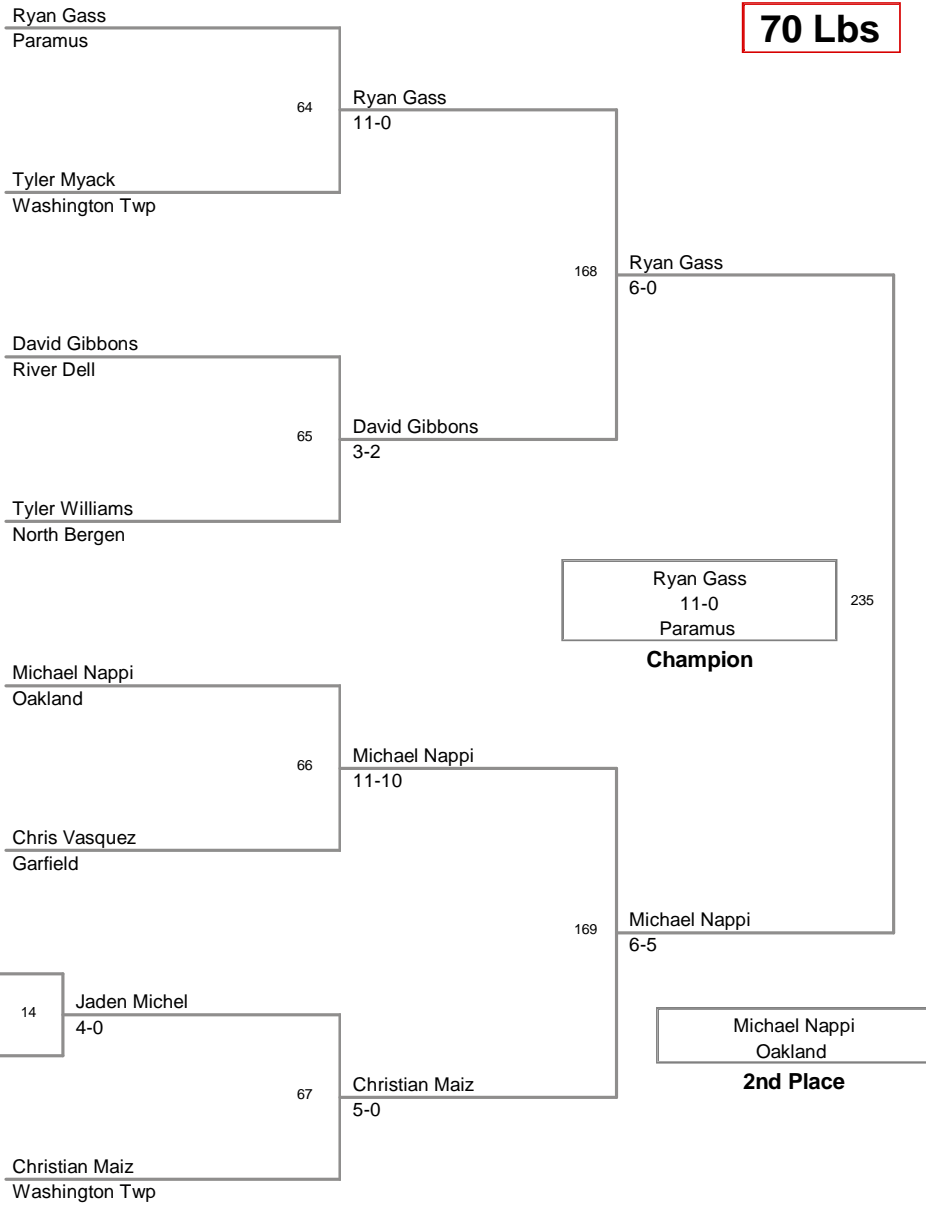 Ryan Gass
Paramus
70 Lbs
64
Ryan Gass
11-0
Tyler Myack
Washington Twp
168
Ryan Gass
6-0
David Gibbons
River Dell
65
David Gibbons
3-2
Tyler Williams
North Bergen
Ryan Gass
11-0
Paramus
235
Champion
Michael Nappi
Oakland
66
Michael Nappi
11-10
Chris Vasquez
Garfield
169
Michael Nappi
6-5
14
Jaden Michel
4-0
Michael Nappi
Oakland
2nd Place
67
Christian Maiz
5-0
Christian Maiz
Washington Twp